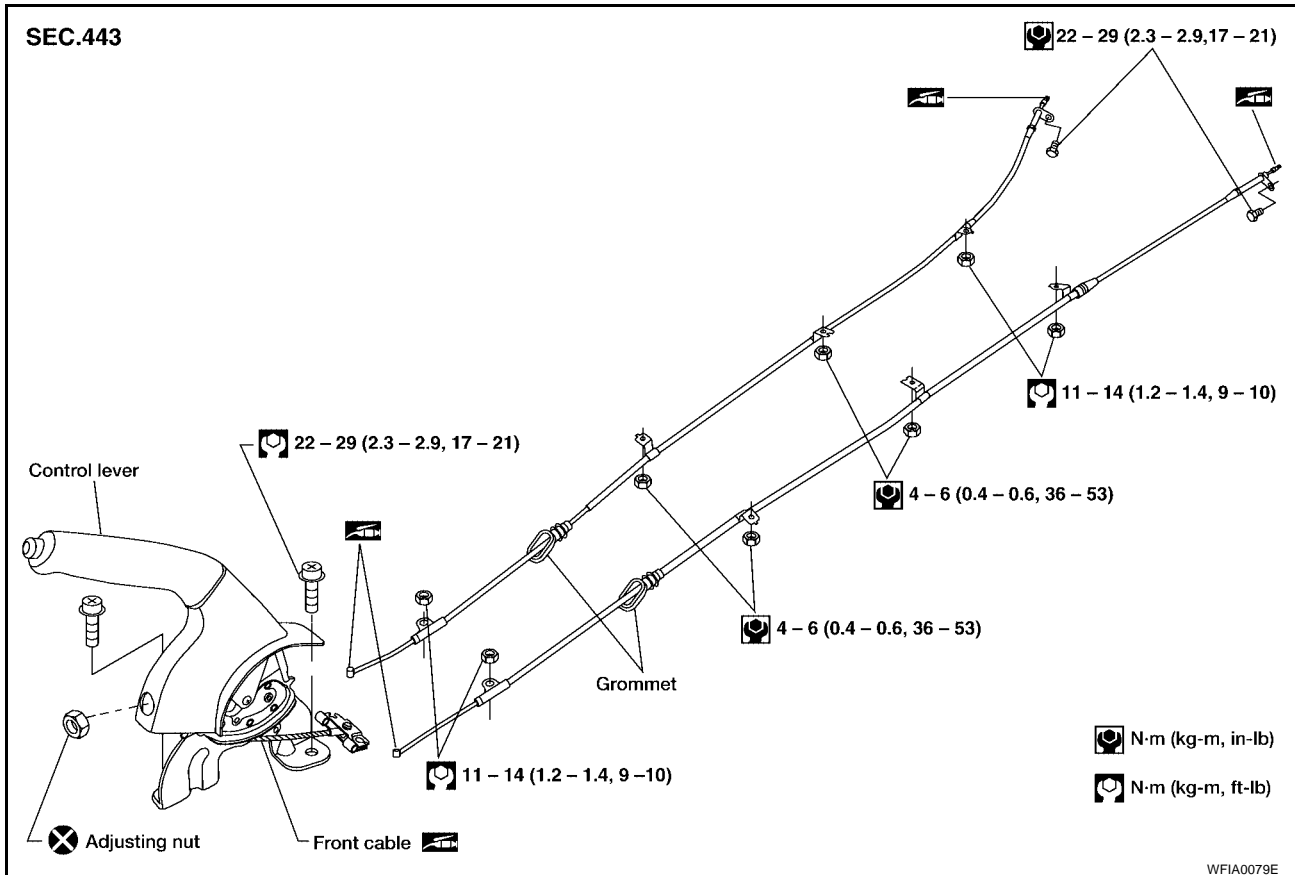 SEC.443
22 – 29 (2.3 – 2.9,17 – 21)
11 – 14 (1.2 – 1.4, 9 – 10)
22 – 29 (2.3 – 2.9, 17 – 21)
Control lever
4 – 6 (0.4 – 0.6, 36 – 53)
4 – 6 (0.4 – 0.6, 36 – 53)
Grommet
N·m (kg-m, in-lb)
11 – 14 (1.2 – 1.4, 9 –10)
N·m (kg-m, ft-lb)
Adjusting nut
Front cable
WFIA0079E